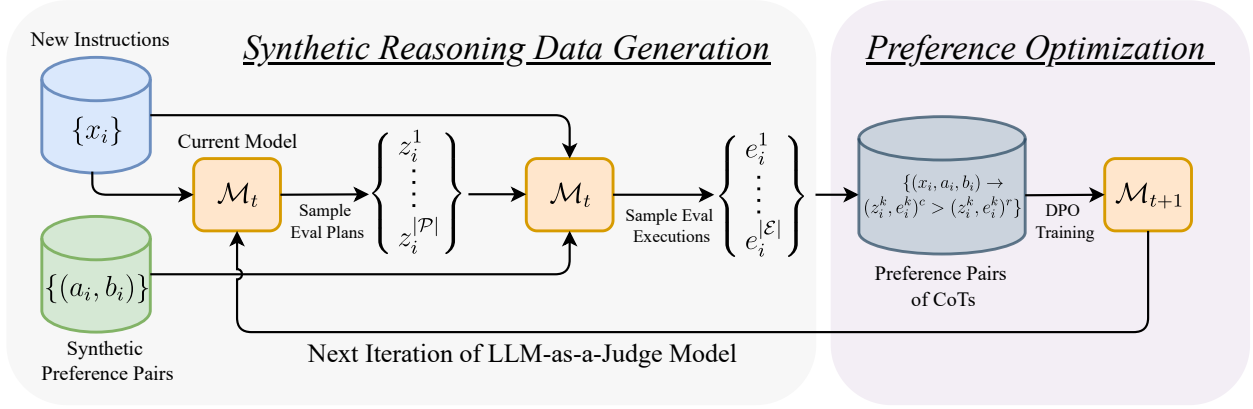 New Instructions
Synthetic Reasoning Data Generation
Preference Optimization
{x_i}
Current Model
M_t
Sample
Eval Plans
z_i^1
⋮
z_i^{|P|}
M_t
Sample Eval
Executions
e_i^1
⋮
e_i^{|E|}
{(x_i, a_i, b_i) →
(z_i^k, e_i^k)^c > (z_i^k, e_i^k)^r}
DPO
Training
M_{t+1}
Preference Pairs
of CoTs
{(a_i, b_i)}
Synthetic
Preference Pairs
Next Iteration of LLM-as-a-Judge Model